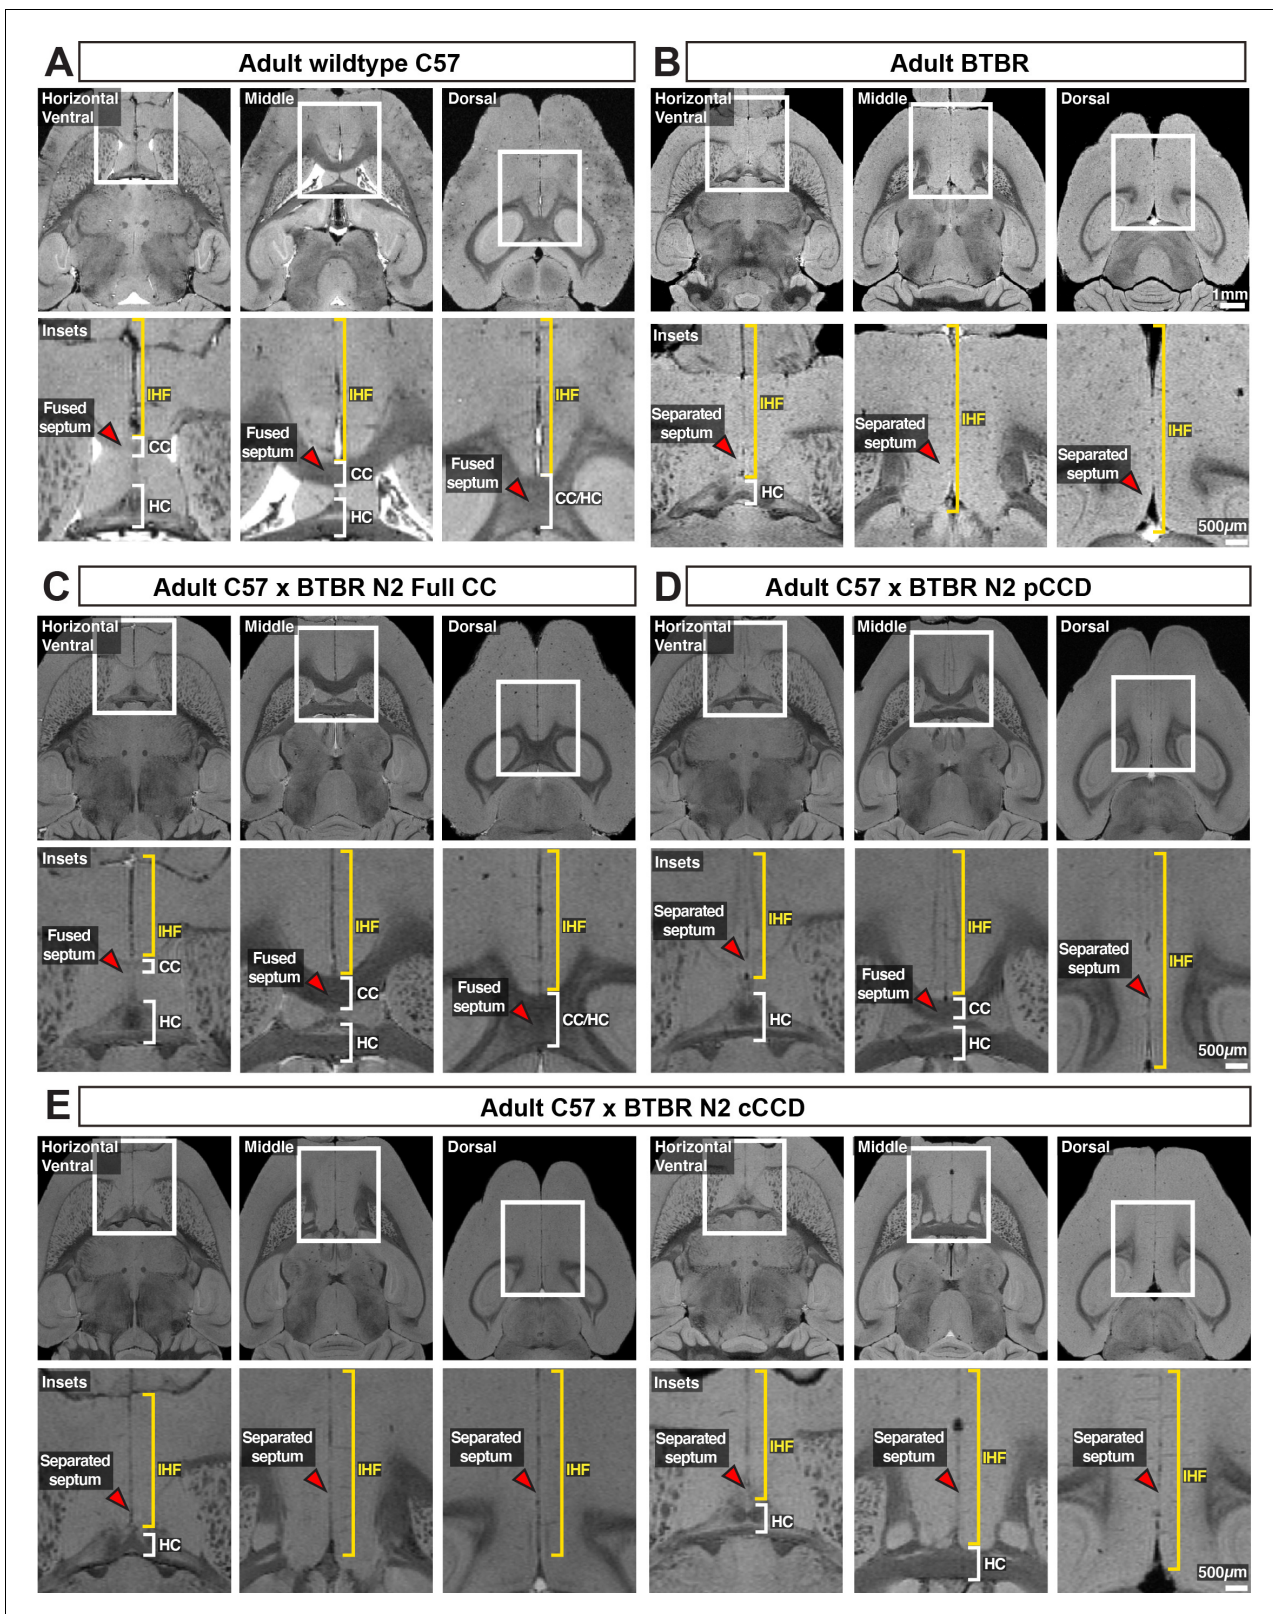 A
Adult wildtype C57
Horizontal
Ventral
Middle
Dorsal
Insets
IHF
Fused
septum
CC
HC
IHF
Fused
septum
CC
HC
IHF
Fused
septum
CC/HC
B
Adult BTBR
Horizontal
Ventral
Middle
Dorsal
1mm
Insets
IHF
Separated
septum
HC
IHF
Separated
septum
IHF
Separated
septum
500µm
C
Adult C57 x BTBR N2 Full CC
Horizontal
Ventral
Middle
Dorsal
Insets
IHF
Fused
septum
CC
HC
IHF
Fused
septum
CC
HC
IHF
Fused
septum
CC/HC
D
Adult C57 x BTBR N2 pCCD
Horizontal
Ventral
Middle
Dorsal
Insets
IHF
Separated
septum
HC
IHF
Fused
septum
CC
HC
IHF
Separated
septum
500µm
E
Adult C57 x BTBR N2 cCCD
Horizontal
Ventral
Middle
Dorsal
Horizontal
Ventral
Middle
Dorsal
Insets
Separated
septum
IHF
HC
Separated
septum
IHF
Separated
septum
IHF
Insets
Separated
septum
IHF
HC
Separated
septum
IHF
HC
Separated
septum
IHF
500µm